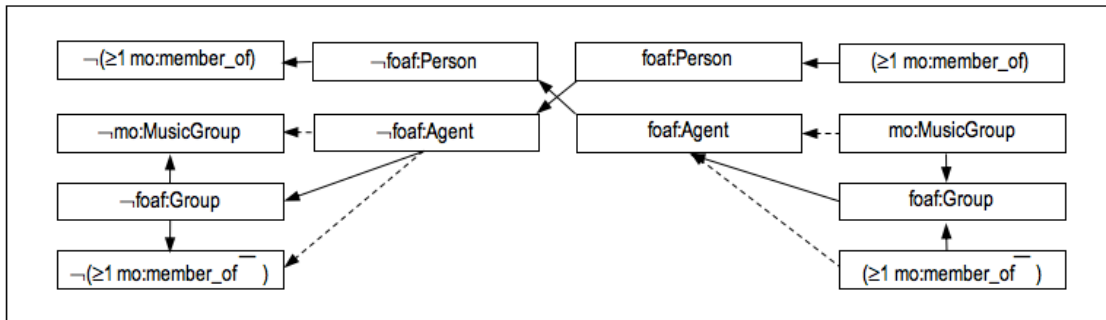 ¬(≥1 mo:member_of)
¬foaf:Person
foaf:Person
(≥1 mo:member_of)
¬mo:MusicGroup
¬foaf:Agent
foaf:Agent
mo:MusicGroup
¬foaf:Group
foaf:Group
¬(≥1 mo:member_of¯ )
(≥1 mo:member_of¯ )